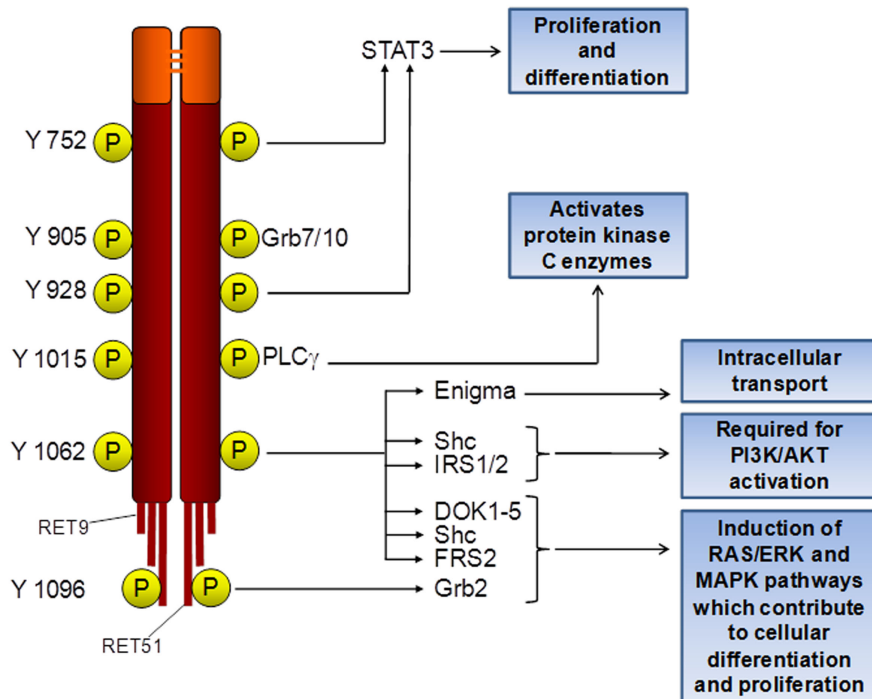 STAT3
Proliferation
and
differentiation
Y 752
P
P
Y 905
P
P
Grb7/10
Activates
protein kinase
C enzymes
Y 928
P
P
Y 1015
P
P
PLCγ
Intracellular
transport
Enigma
Y 1062
P
P
Shc
IRS1/2
Required for
PI3K/AKT
activation
DOK1-5
Shc
FRS2
Grb2
Induction of
RAS/ERK and
MAPK pathways
which contribute
to cellular
differentiation
and proliferation
RET9
Y 1096
P
P
RET51